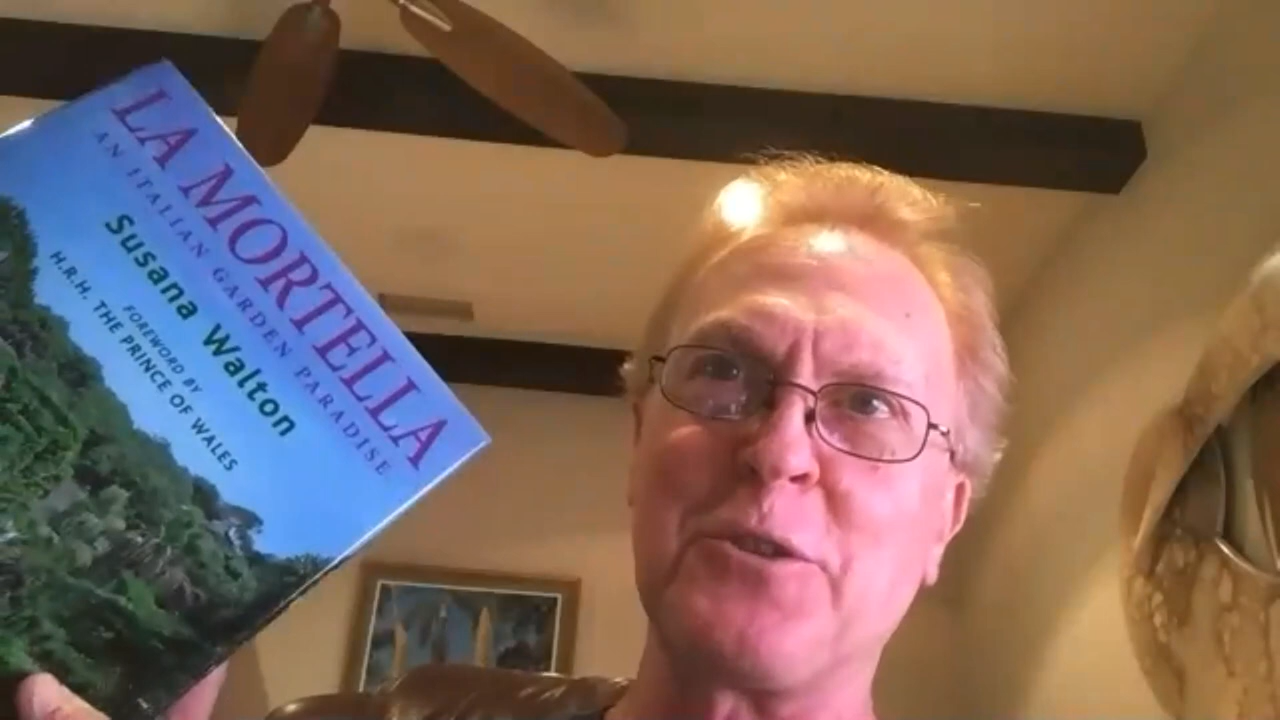 LA MORTELLA
AN ITALIAN GARDEN PARADISE
Susana Walton
FOREWORD BY
H.R.H. THE PRINCE OF WALES